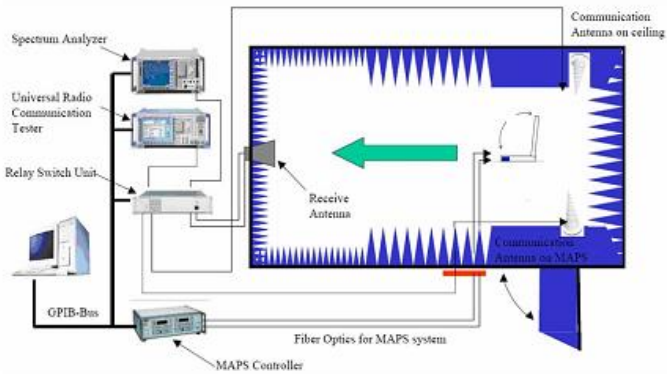 Communication
Antenna on ceiling
Spectrum Analyzer
Universal Radio
Communication
Tester
Relay Switch Unit
Receive
Antenna
Communication
Antenna on MAPS
GPIB-Bus
Fiber Optics for MAPS system
MAPS Controller